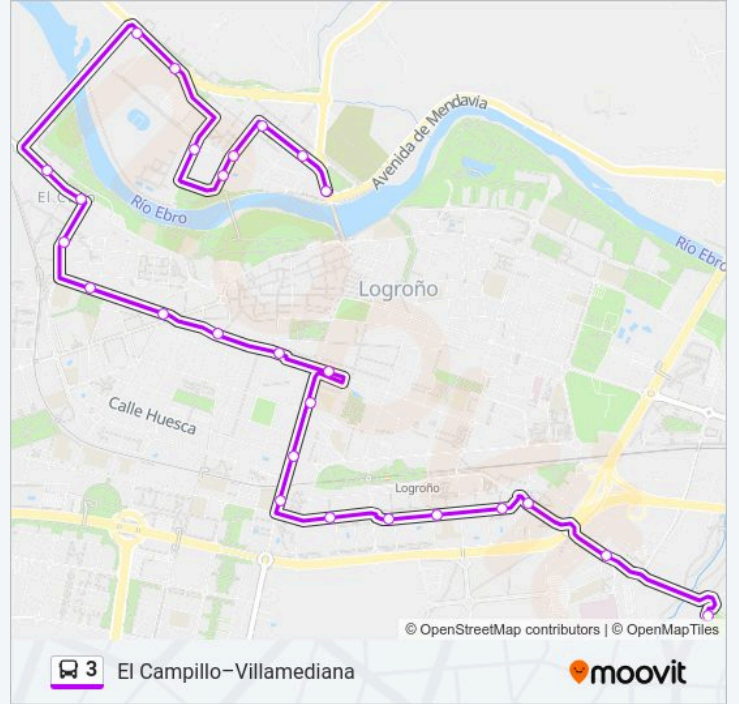 Avenida de Mendavia
Río Ebro
Río Ebro
Logroño
Calle Huesca
Logroño
© OpenStreetMap contributors | © OpenMapTiles
3 El Campillo–Villamediana
moovit